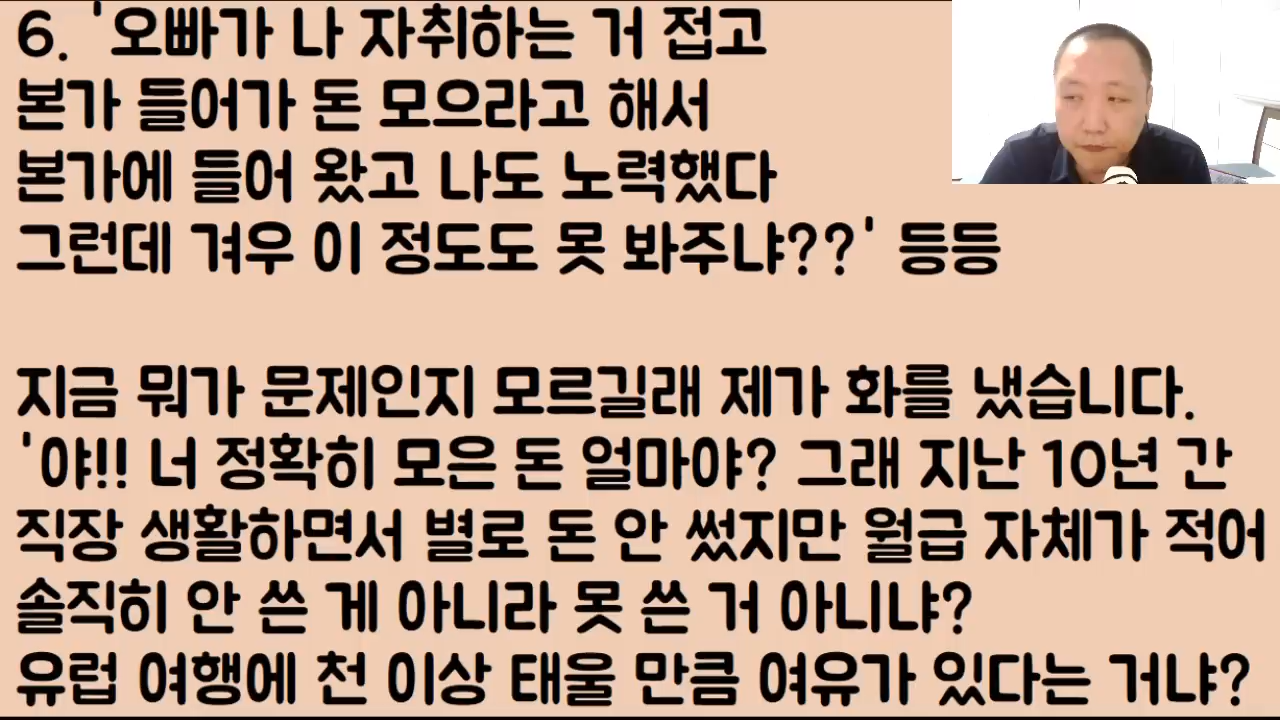 6. '오빠가 나 자취하는 거 접고
본가 들어가 돈 모으라고 해서
본가에 들어 왔고 나도 노력했다
그런데 겨우 이 정도도 못 봐주냐??' 등등
지금 뭐가 문제인지 모르길래 제가 화를 냈습니다.
'야!! 너 정확히 모은 돈 얼마야? 그래 지난 10년 간
직장 생활하면서 별로 돈 안 썼지만 월급 자체가 적어
솔직히 안 쓴 게 아니라 못 쓴 거 아니냐?
유럽 여행에 천 이상 태울 만큼 여유가 있다는 거냐?